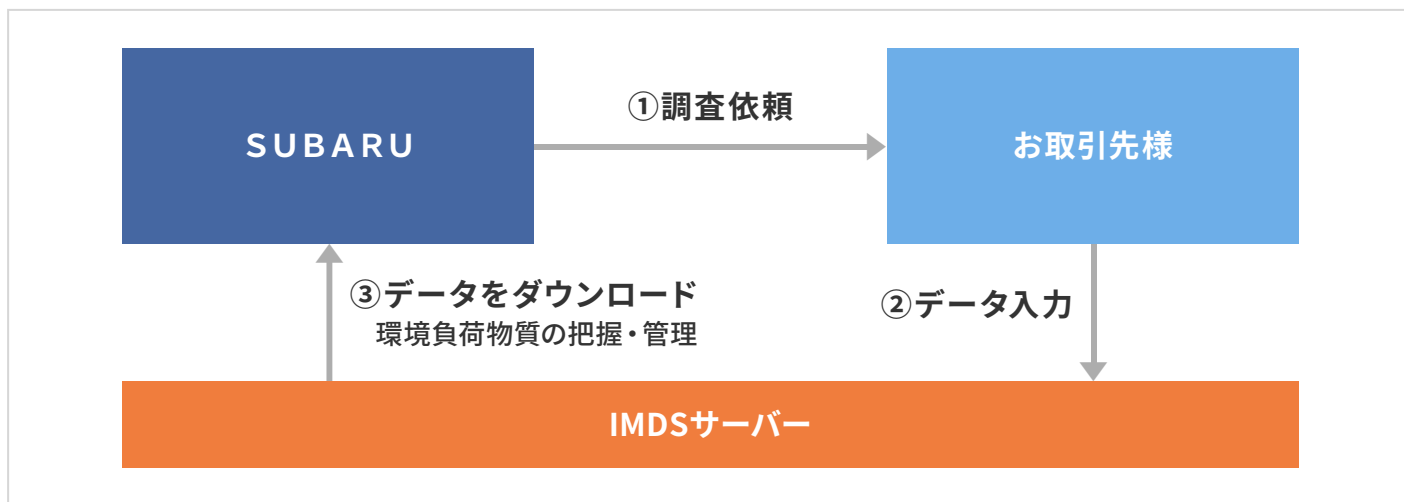 SUBARU
①調査依頼
お取引先様
③データをダウンロード
環境負荷物質の把握・管理
②データ入力
IMDSサーバー